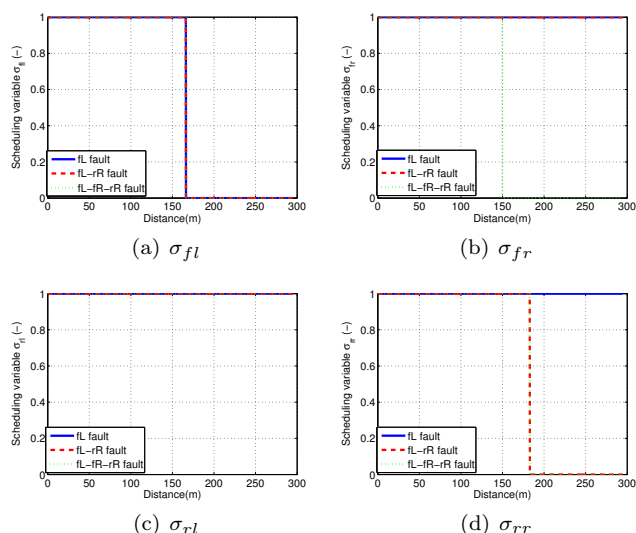 Scheduling variable σfl (−)
1
0.8
0.6
0.4
0.2
0
fL fault
fL−rR fault
fL−fR−rR fault
0 50 100 150 200 250 300
Distance(m)
(a) σfl
Scheduling variable σfr (−)
1
0.8
0.6
0.4
0.2
0
fL fault
fL−rR fault
fL−fR−rR fault
0 50 100 150 200 250 300
Distance(m)
(b) σfr
Scheduling variable σrl (−)
1
0.8
0.6
0.4
0.2
0
fL fault
fL−rR fault
fL−fR−rR fault
0 50 100 150 200 250 300
Distance(m)
(c) σrl
Scheduling variable σrr (−)
1
0.8
0.6
0.4
0.2
0
fL fault
fL−rR fault
fL−fR−rR fault
0 50 100 150 200 250 300
Distance(m)
(d) σrr